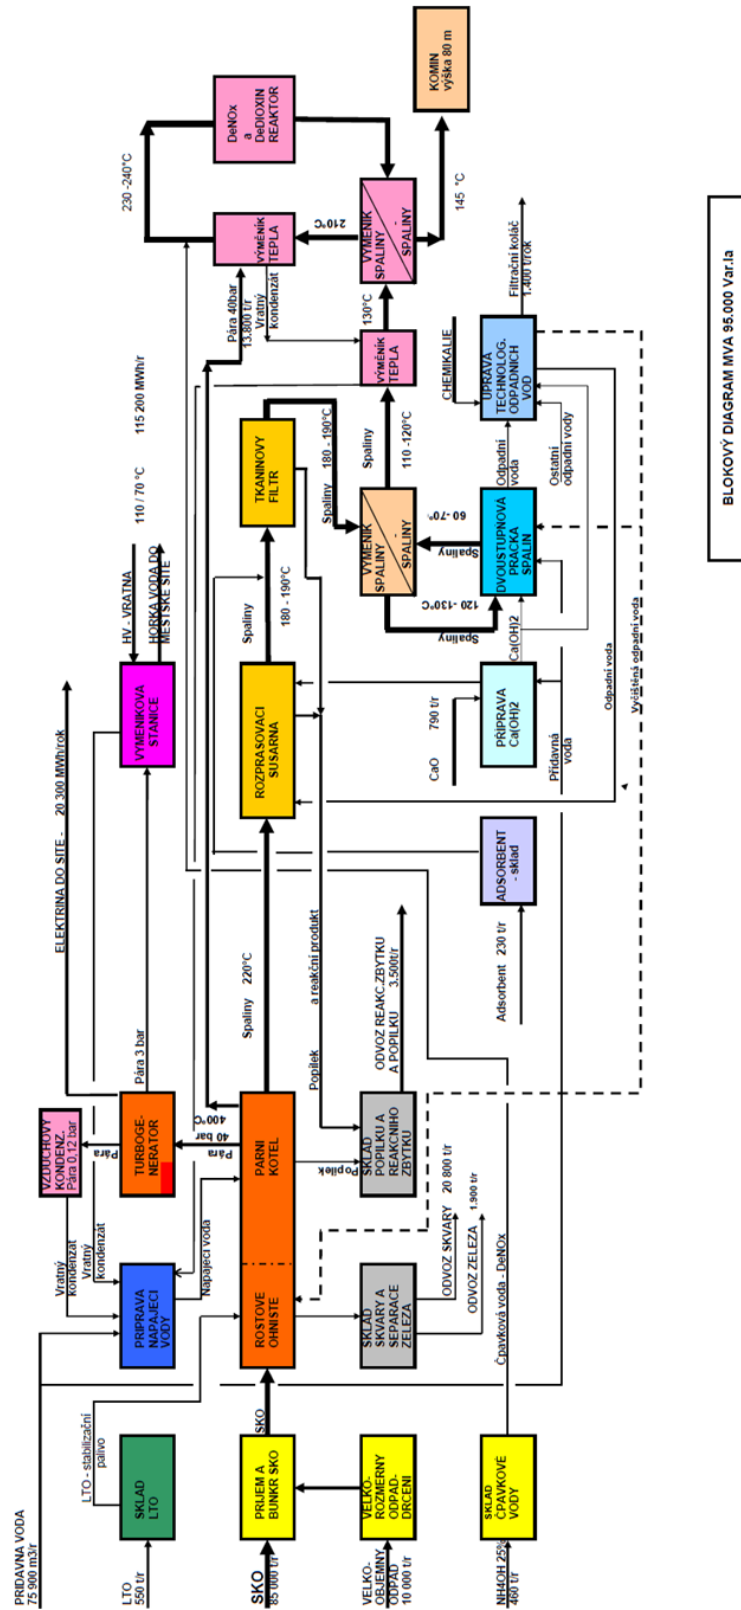 PRIDAVNA VODA
75 900 m3/r
LTO
550 t/r
SKO
85 000 t/r
VELKO-
OBJEMNY
ODPAD
10 000 t/r
NH4OH 25%
460 t/r
SKLAD
LTO
LTO - stabilizační
palivo
PRIJEM A
BUNKR SKO
SKO
VELKO-
ROZMERNY
ODPAD-
DRCENI
SKLAD
ČPAVKOVÉ
VODY
Čpavková voda - DeNOx
PRIPRAVA
NAPAJECI
VODY
Vratný
kondenzát
Vratný
kondenzát
Napajeci voda
ROSTOVE
OHNISTE
PARNI
KOTEL
SKLAD
SKVARY A
SEPARACE
ZELEZA
ODVOZ SKVARY 20 800 t/r
ODVOZ ZELEZA 1.900 t/r
VZDUCHOVY
KONDENZ.
Pára 0,12 bar
Pára
TURBOGE-
NERÁTOR
Pára
40 bar
400°C
Pára 3 bar
ELEKTRINA DO SITE - 20 300 MWh/rok
Popílek
SKLAD
POPILKU A
REAKCNIHO
ZBYTKU
Popílek a reakční produkt
ODVOZ REAKC.ZBYTKU
A POPILKU 3.500t/r
Spaliny 220°C
VYMENIKOVA
STANICE
HV - VRATNA
HORKA VODA DO
MESTSKE SITE
110 / 70 °C 115 200 MWh/r
ROZPRASOVACI
SUSARNA
Spaliny
180 - 190°C
TKANINOVY
FILTR
Spaliny 180 - 190°C
Adsorbent 230 t/r
ADSORBENT
- sklad
CaO 790 t/r
PŘÍPRAVA
Ca(OH)2
Ca(OH)2
Přídavná
voda
VÝMĚNÍK
SPALINY -
SPALINY
120 -130°C
Spaliny
60 -70°
Spaliny
DVOUSTUPNOVÁ
PRACKA
SPALIN
Odpadní
voda
Ostatní
odpadní vody
Odpadní voda
Vyčištěná odpadní voda
CHEMIKALIE
UPRAVA
TECHNOLOG.
ODPADNICH
VOD
Filtrační koláč
1.400 t/rok
Spaliny
110 -120°C
VÝMĚNÍK
TEPLA
130°C
Pára 40bar
13.800 t/r
Vratný
kondenzát
VÝMĚNÍK
TEPLA
210°C
VÝMĚNÍK
SPALINY -
SPALINY
230 -240°C
DeNOx
a
DeDIOXIN
REAKTOR
145 °C
KOMIN
výška 80 m
BLOKOVÝ DIAGRAM MVA 95.000 Var.Ia